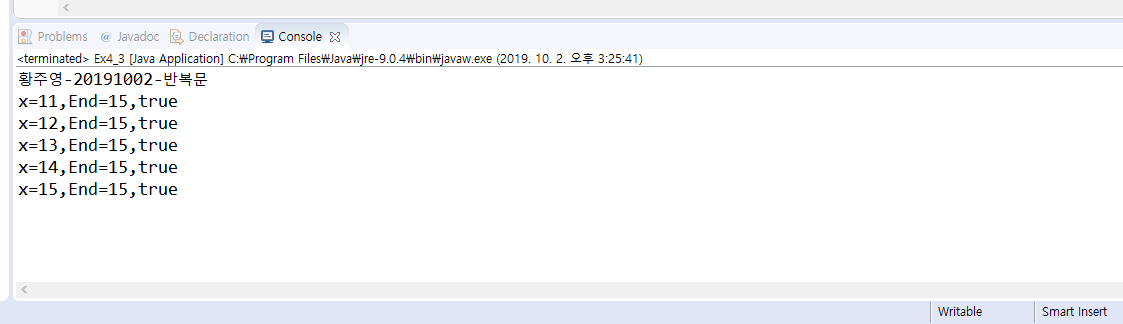 Problems @ Javadoc Declaration Console
<terminated> Ex4_3 [Java Application] C:₩Program Files₩Java₩jre-9.0.4₩bin₩javaw.exe (2019. 10. 2. 오후 3:25:41)
황주영-20191002-반복문
x=11,End=15,true
x=12,End=15,true
x=13,End=15,true
x=14,End=15,true
x=15,End=15,true
Writable Smart Insert